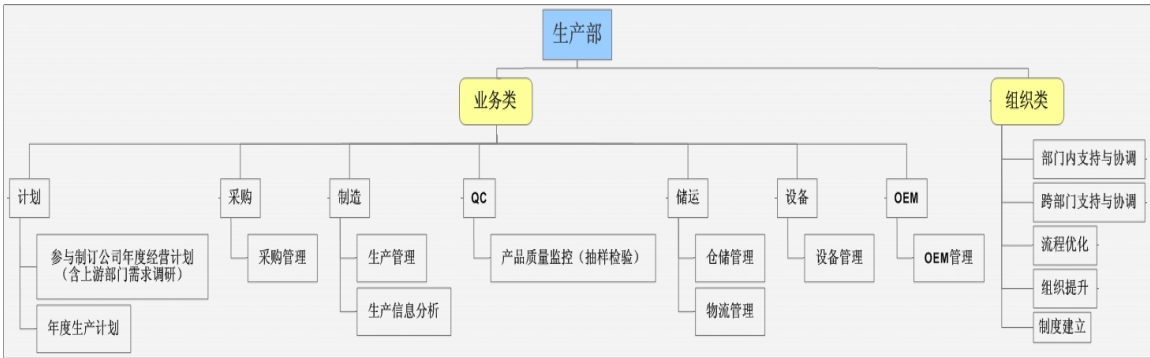 生产部
业务类
组织类
计划
采购
制造
QC
储运
设备
OEM
参与制订公司年度经营计划
（含上游部门需求调研）
年度生产计划
采购管理
生产管理
生产信息分析
产品质量监控（抽样检验）
仓储管理
物流管理
设备管理
OEM管理
部门内支持与协调
跨部门支持与协调
流程优化
组织提升
制度建立